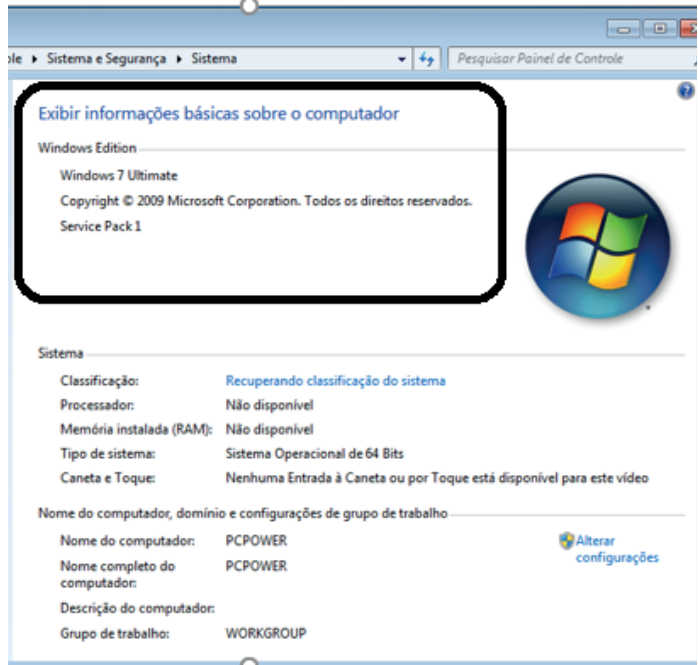 ole ▸ Sistema e Segurança ▸ Sistema
Pesquisar Painel de Controle
Exibir informações básicas sobre o computador
Windows Edition
Windows 7 Ultimate
Copyright © 2009 Microsoft Corporation. Todos os direitos reservados.
Service Pack 1
Sistema
Classificação: Recuperando classificação do sistema
Processador: Não disponível
Memória instalada (RAM): Não disponível
Tipo de sistema: Sistema Operacional de 64 Bits
Caneta e Toque: Nenhuma Entrada à Caneta ou por Toque está disponível para este vídeo
Nome do computador, domínio e configurações de grupo de trabalho
Nome do computador: PCPOWER
Alterar
configurações
Nome completo do
computador: PCPOWER
Descrição do computador:
Grupo de trabalho: WORKGROUP